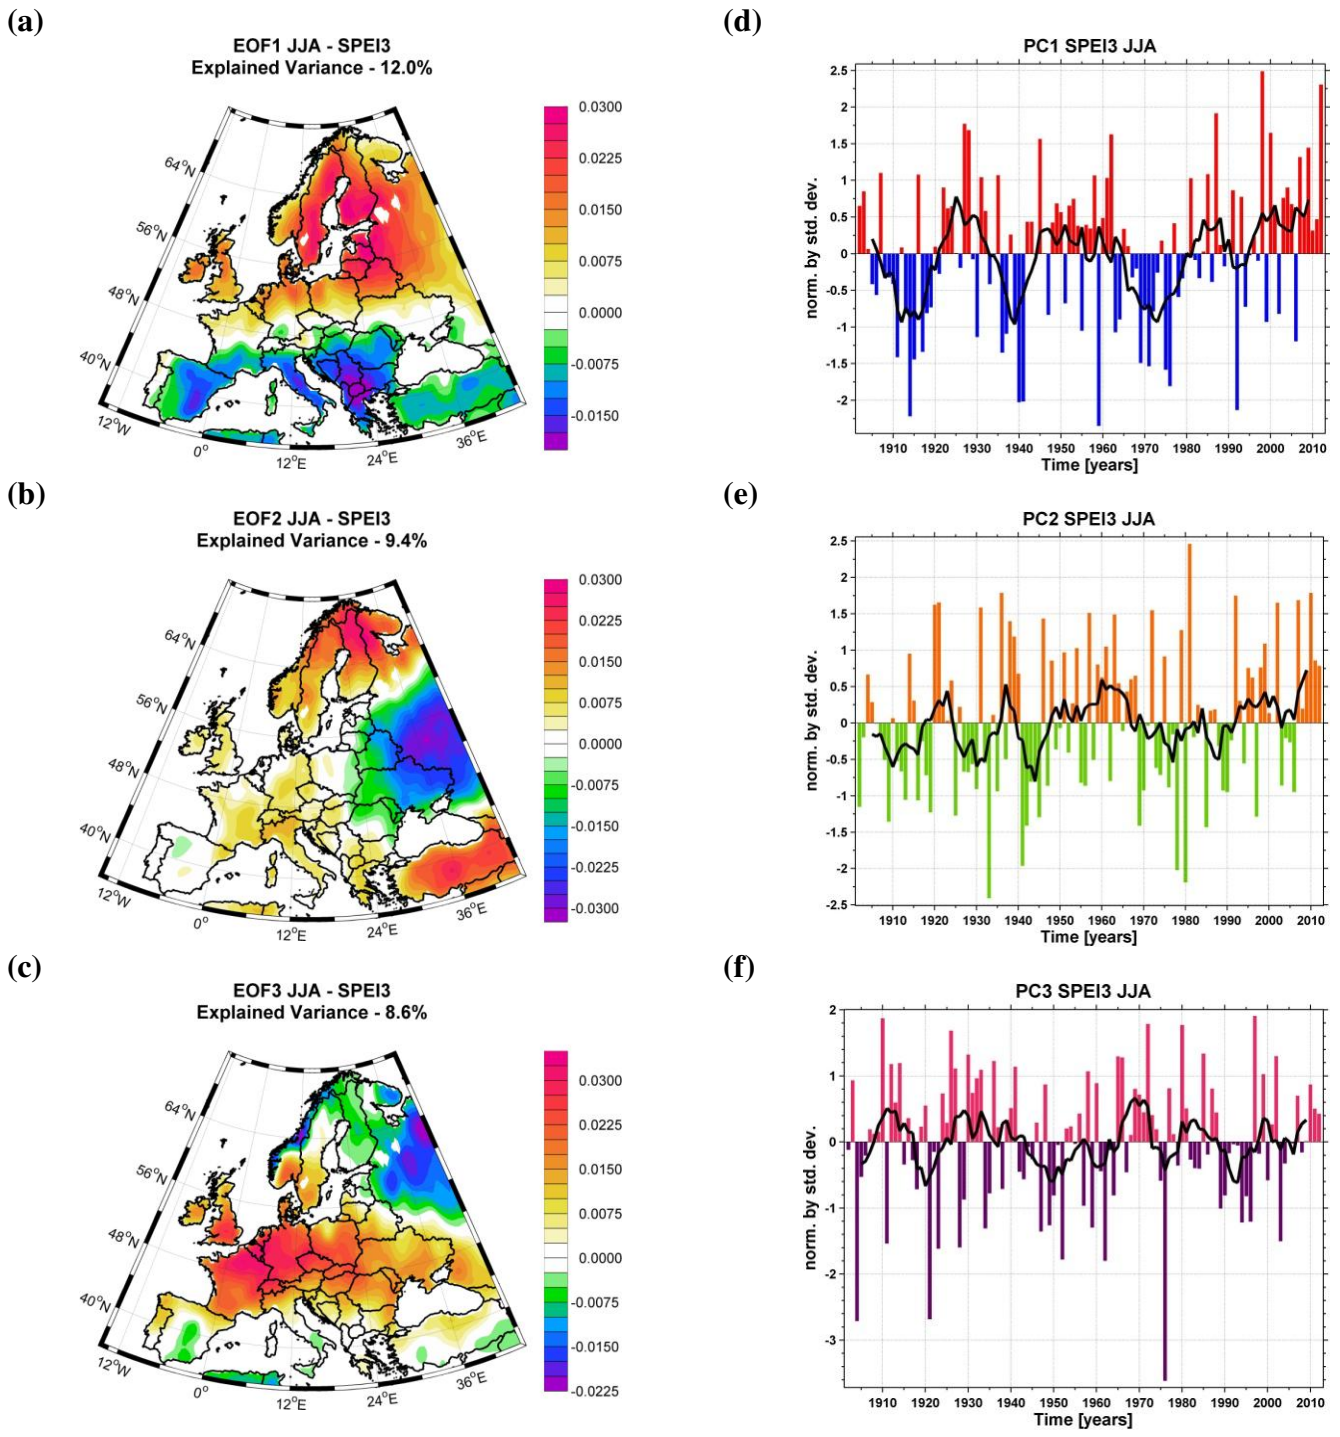 (a)
EOF1 JJA - SPEI3
Explained Variance - 12.0%
64°N
56°N
48°N
40°N
12°W
0°
12°E
24°E
36°E
0.0300
0.0225
0.0150
0.0075
0.0000
-0.0075
-0.0150
(d)
PC1 SPEI3 JJA
norm. by std. dev.
2.5
2
1.5
1
0.5
0
-0.5
-1
-1.5
-2
1910 1920 1930 1940 1950 1960 1970 1980 1990 2000 2010
Time [years]
(b)
EOF2 JJA - SPEI3
Explained Variance - 9.4%
64°N
56°N
48°N
40°N
12°W
0°
12°E
24°E
36°E
0.0300
0.0150
0.0075
0.0000
-0.0075
-0.0150
-0.0225
-0.0300
(e)
PC2 SPEI3 JJA
norm. by std. dev.
2.5
2
1.5
1
0.5
0
-0.5
-1
-1.5
-2
-2.5
1910 1920 1930 1940 1950 1960 1970 1980 1990 2000 2010
Time [years]
(c)
EOF3 JJA - SPEI3
Explained Variance - 8.6%
64°N
56°N
48°N
40°N
12°W
0°
12°E
24°E
36°E
0.0300
0.0225
0.0150
0.0075
0.0000
-0.0075
-0.0150
-0.0225
(f)
PC3 SPEI3 JJA
norm. by std. dev.
2
1
0
-1
-2
-3
1910 1920 1930 1940 1950 1960 1970 1980 1990 2000 2010
Time [years]